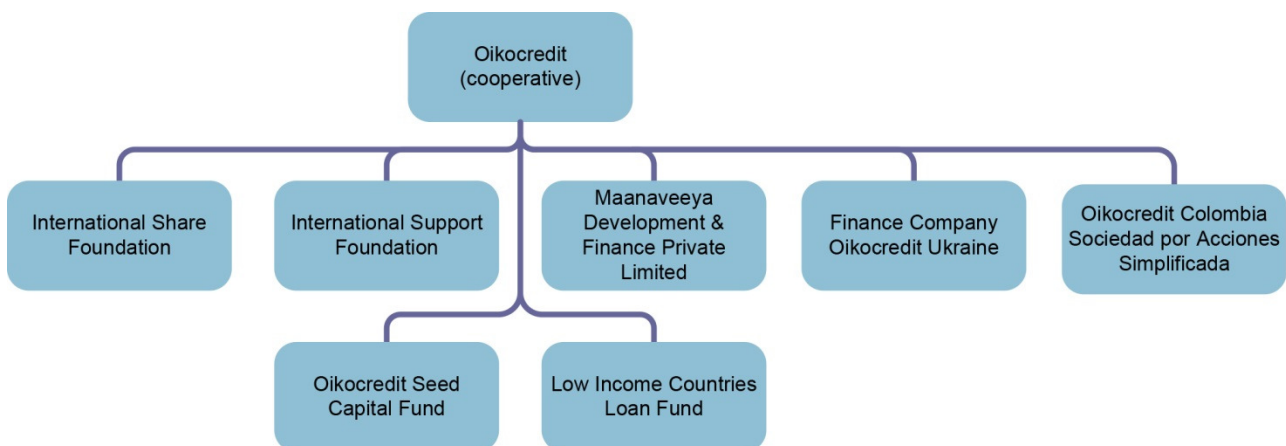 Oikocredit
(cooperative)
International Share
Foundation
International Support
Foundation
Maanaveeya
Development &
Finance Private
Limited
Finance Company
Oikocredit Ukraine
Oikocredit Colombia
Sociedad por Acciones
Simplificada
Oikocredit Seed
Capital Fund
Low Income Countries
Loan Fund